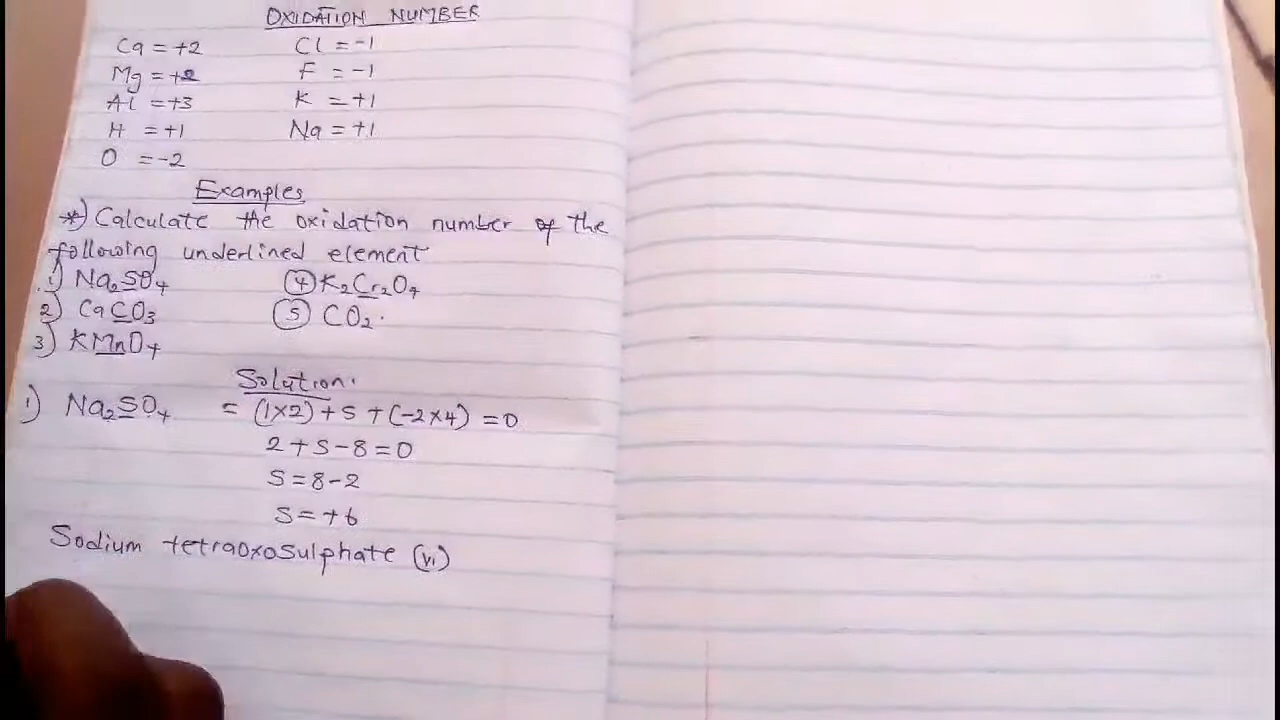 OXIDATION NUMBER
Ca = +2 Cl = -1
Mg = +2 F = -1
Al = +3 K = +1
H = +1 Na = +1
O = -2
Examples
*) Calculate the oxidation number of the
following underlined element
1) Na₂SO₄ (4) K₂Cr₂O₇
2) CaCO₃ (5) CO₂.
3) KMnO₄
Solution.
1) Na₂SO₄ = (1×2) + S + (-2×4) = 0
2 + S - 8 = 0
S = 8 - 2
S = +6
Sodium tetraoxosulphate (vi)